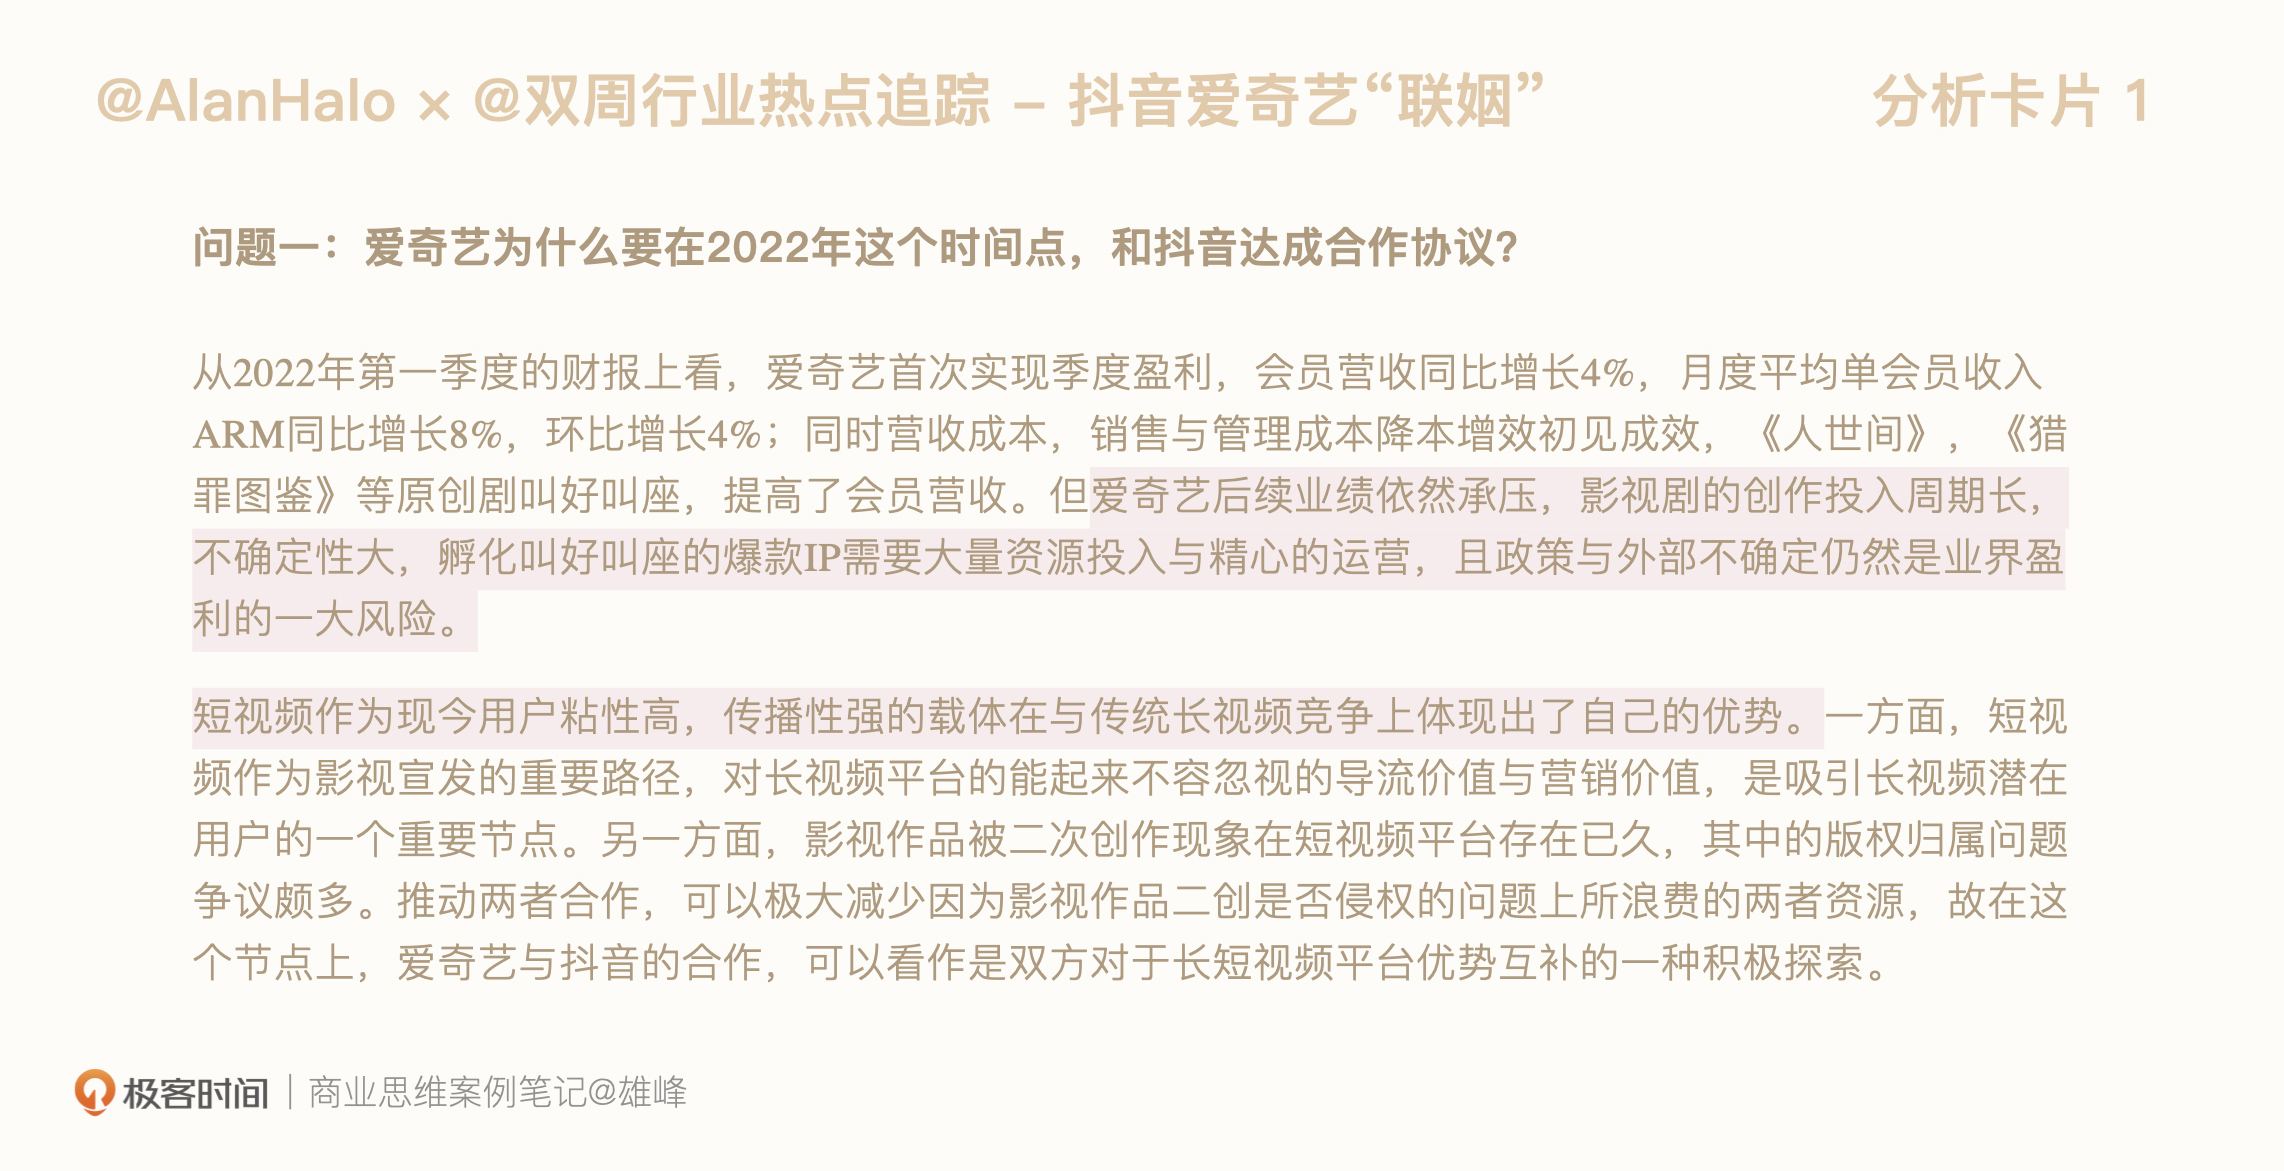 @AlanHalo × @双周行业热点追踪 – 抖音爱奇艺“联姻”
分析卡片 1
问题一：爱奇艺为什么要在2022年这个时间点，和抖音达成合作协议？
从2022年第一季度的财报上看，爱奇艺首次实现季度盈利，会员营收同比增长4%，月度平均单会员收入
ARM同比增长8%，环比增长4%；同时营收成本，销售与管理成本降本增效初见成效，《人世间》，《猎
罪图鉴》等原创剧叫好叫座，提高了会员营收。但爱奇艺后续业绩依然承压，影视剧的创作投入周期长，
不确定性大，孵化叫好叫座的爆款IP需要大量资源投入与精心的运营，且政策与外部不确定仍然是业界盈
利的一大风险。
短视频作为现今用户粘性高，传播性强的载体在与传统长视频竞争上体现出了自己的优势。一方面，短视
频作为影视宣发的重要路径，对长视频平台的能起来不容忽视的导流价值与营销价值，是吸引长视频潜在
用户的一个重要节点。另一方面，影视作品被二次创作现象在短视频平台存在已久，其中的版权归属问题
争议颇多。推动两者合作，可以极大减少因为影视作品二创是否侵权的问题上所浪费的两者资源，故在这
个节点上，爱奇艺与抖音的合作，可以看作是双方对于长短视频平台优势互补的一种积极探索。
极客时间｜商业思维案例笔记@雄峰